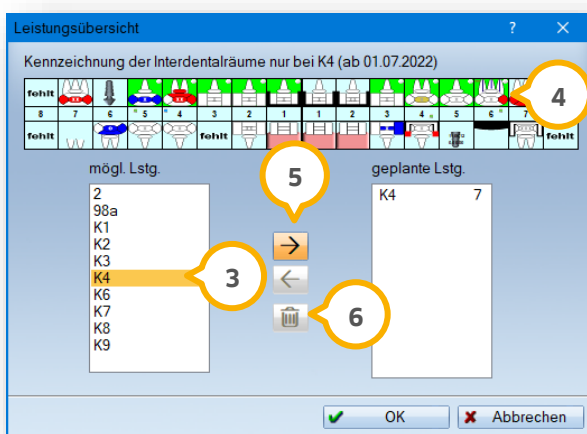 Leistungsübersicht ? ×
Kennzeichnung der Interdentalräume nur bei K4 (ab 01.07.2022)
fehlt
4
8 7 6 5 4 3 2 1 1 2 3 4 5 6 7
fehlt fehlt fehlt
mögl. Lstg.
5
geplante Lstg.
2
98a
K1
K2
K3
K4
K6
K7
K8
K9
3
6
K4 7
OK
Abbrechen